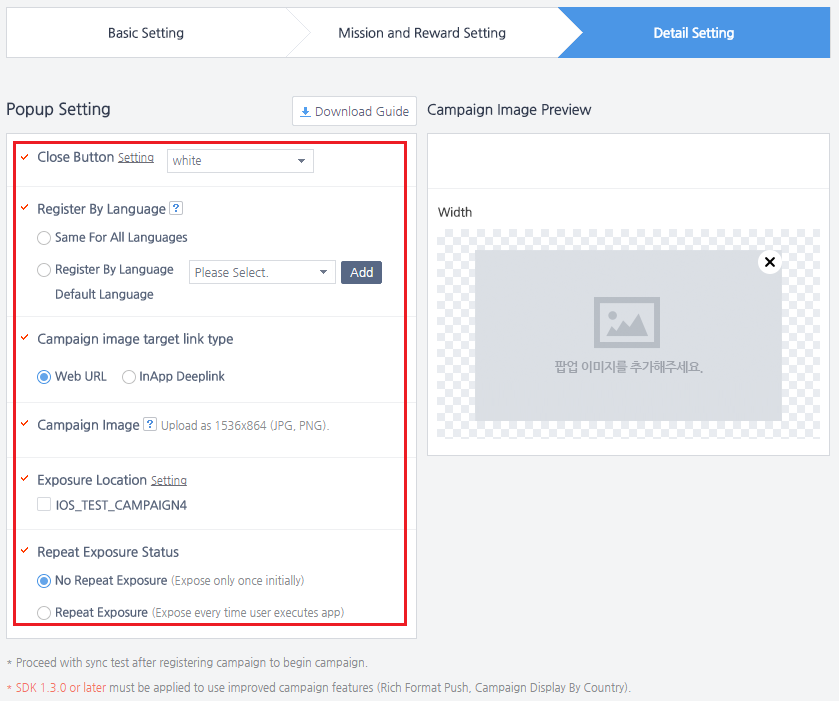 Basic Setting
Mission and Reward Setting
Detail Setting
Popup Setting
Download Guide
Campaign Image Preview
Close Button Setting
white
Register By Language ?
Same For All Languages
Register By Language
Please Select.
Add
Default Language
Campaign image target link type
Web URL
InApp Deeplink
Campaign Image ? Upload as 1536x864 (JPG, PNG).
Exposure Location Setting
IOS_TEST_CAMPAIGN4
Repeat Exposure Status
No Repeat Exposure (Expose only once initially)
Repeat Exposure (Expose every time user executes app)
Width
팝업 이미지를 추가해주세요.
* Proceed with sync test after registering campaign to begin campaign.
* SDK 1.3.0 or later must be applied to use improved campaign features (Rich Format Push, Campaign Display By Country).